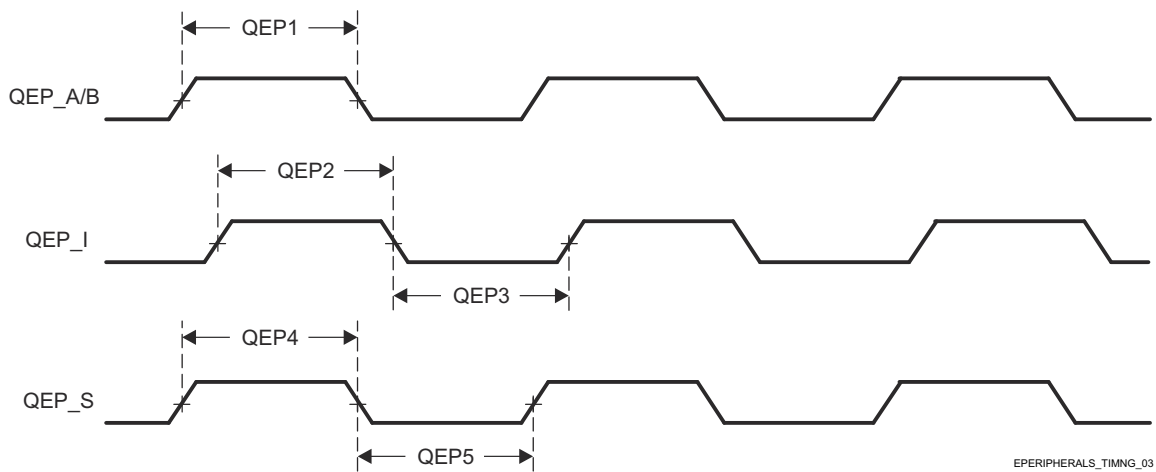 QEP1
QEP_A/B
QEP2
QEP_I
QEP3
QEP4
QEP_S
QEP5
EPERIPHERALS_TIMNG_03